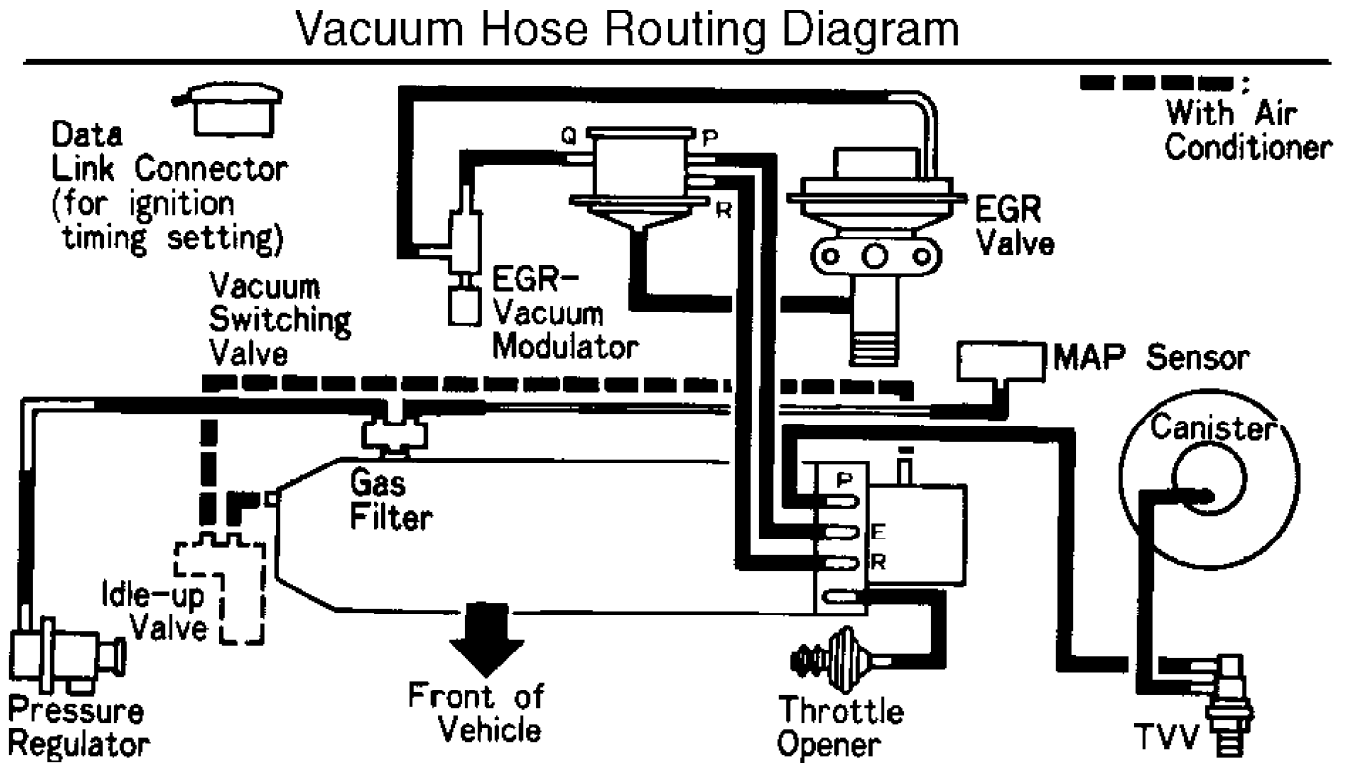 Vacuum Hose Routing Diagram
Data
Link Connector
(for ignition
timing setting)
:
With Air
Conditioner
Q
P
R
EGR
Valve
Vacuum
Switching
Valve
EGR-
Vacuum
Modulator
MAP Sensor
Canister
Gas
Filter
P
E
R
Idle-up
Valve
Pressure
Regulator
Front of
Vehicle
Throttle
Opener
TVV